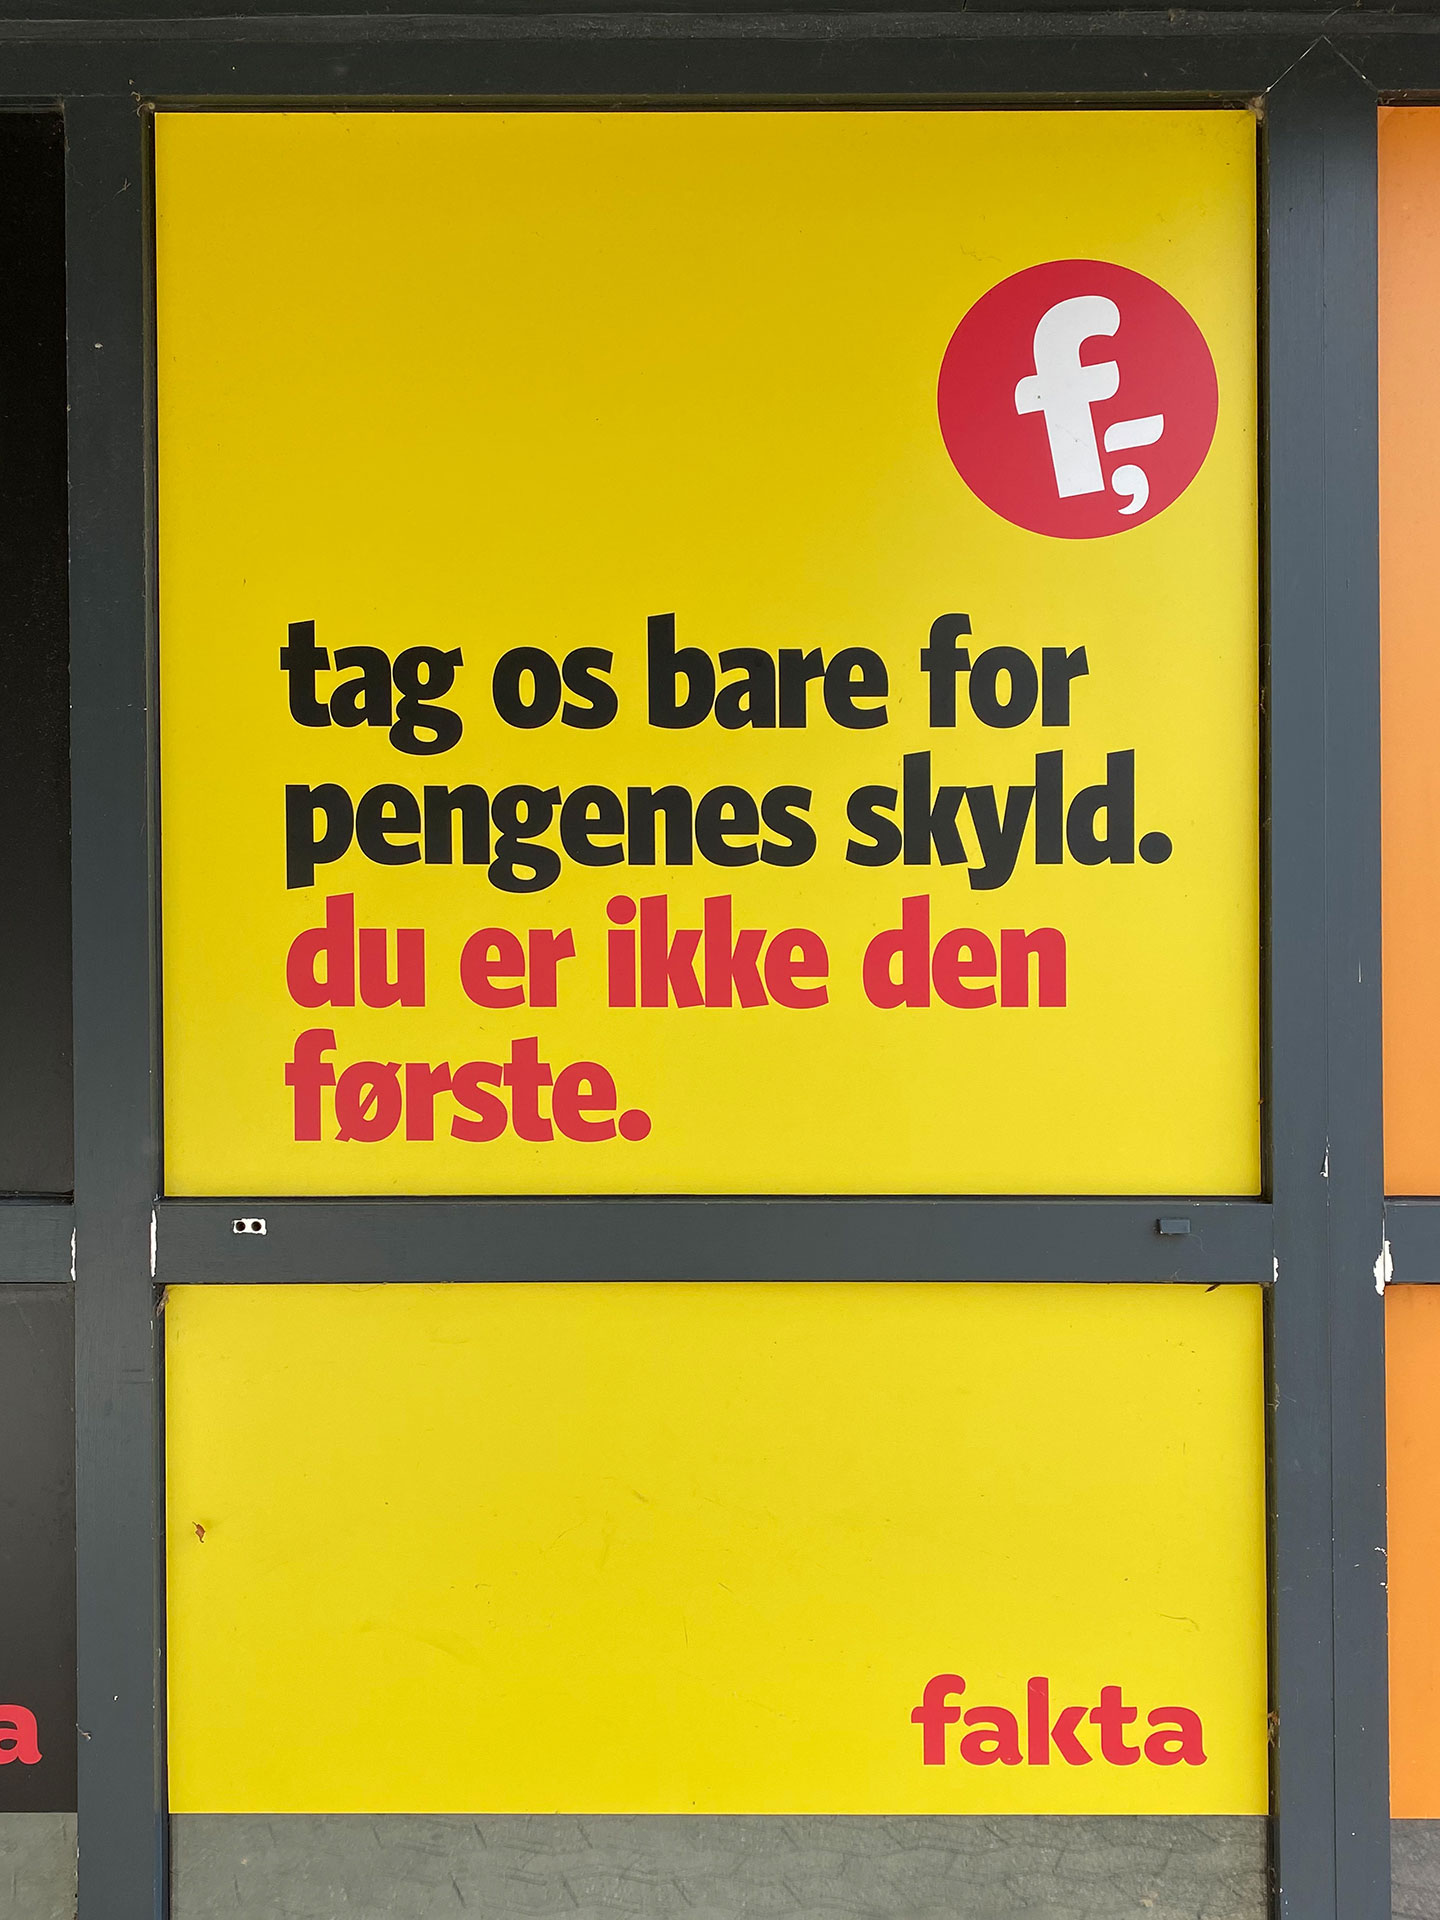 f,-
tag os bare for
pengenes skyld.
du er ikke den
første.
fakta
a